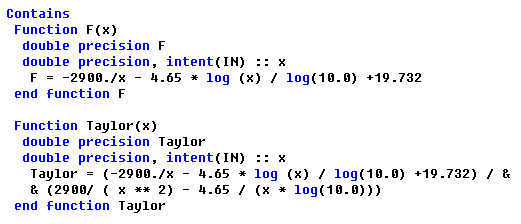 Contains
Function F(x)
double precision F
double precision, intent(IN) :: x
F = -2900./x - 4.65 * log (x) / log(10.0) +19.732
end function F
Function Taylor(x)
double precision Taylor
double precision, intent(IN) :: x
Taylor = (-2900./x - 4.65 * log (x) / log(10.0) +19.732) / &
& (2900/ ( x ** 2) - 4.65 / (x * log(10.0)))
end function Taylor